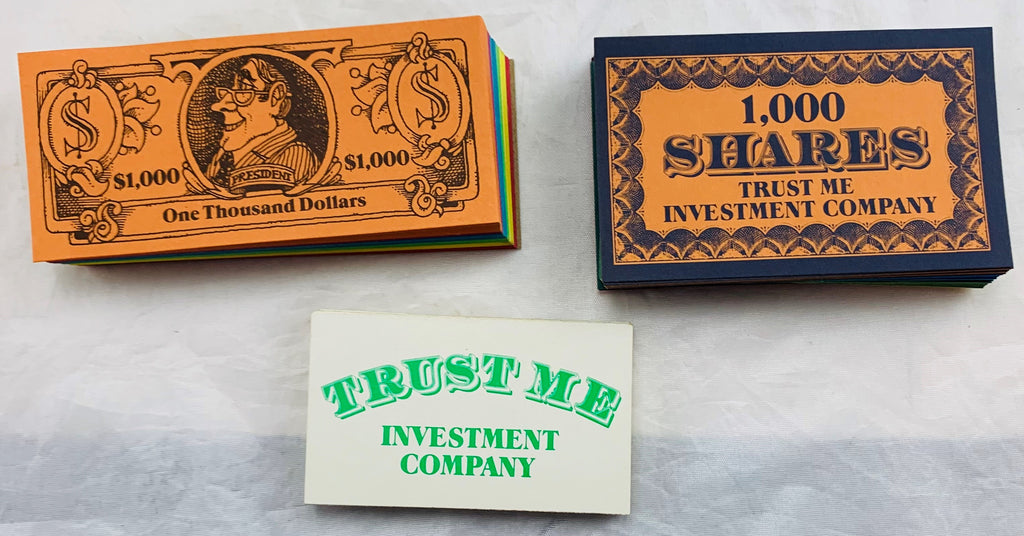 $ $
PRESIDENT
$1,000 $1,000
One Thousand Dollars
1,000
SHARES
TRUST ME
INVESTMENT COMPANY
TRUST ME
INVESTMENT
COMPANY